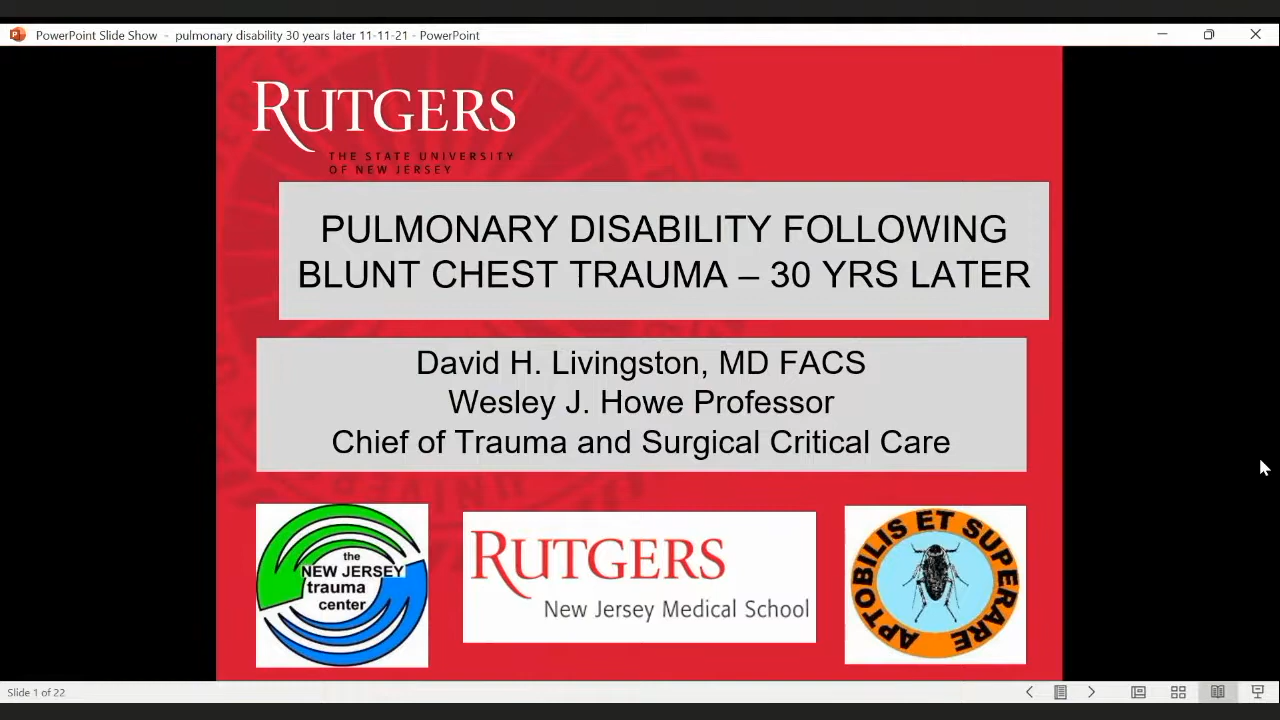 PowerPoint Slide Show - pulmonary disability 30 years later 11-11-21 - PowerPoint
RUTGERS
THE STATE UNIVERSITY
OF NEW JERSEY
PULMONARY DISABILITY FOLLOWING
BLUNT CHEST TRAUMA – 30 YRS LATER
David H. Livingston, MD FACS
Wesley J. Howe Professor
Chief of Trauma and Surgical Critical Care
the
NEW JERSEY
trauma
center
RUTGERS
New Jersey Medical School
APTOBILIS ET SUPERARE
Slide 1 of 22